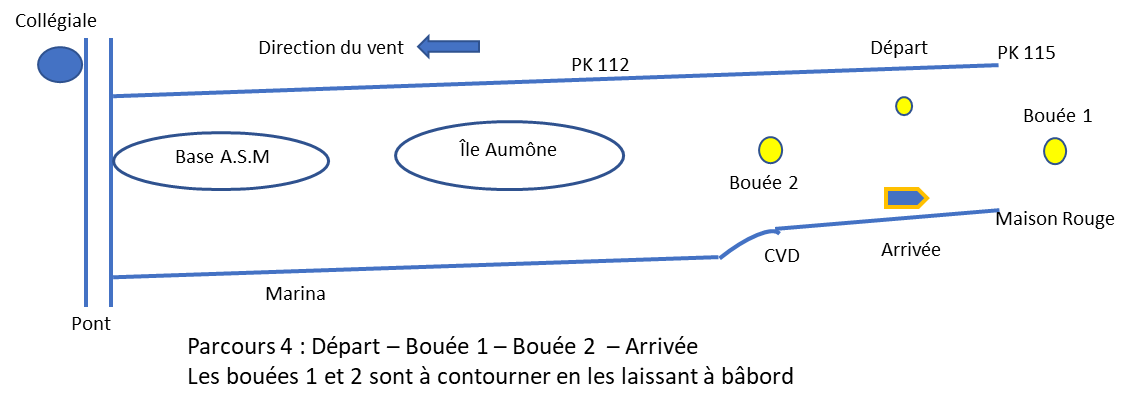 Collégiale
Direction du vent
Départ
PK 115
PK 112
Bouée 1
Base A.S.M
Île Aumône
Bouée 2
Maison Rouge
CVD
Arrivée
Marina
Pont
Parcours 4 : Départ – Bouée 1 – Bouée 2 – Arrivée
Les bouées 1 et 2 sont à contourner en les laissant à bâbord